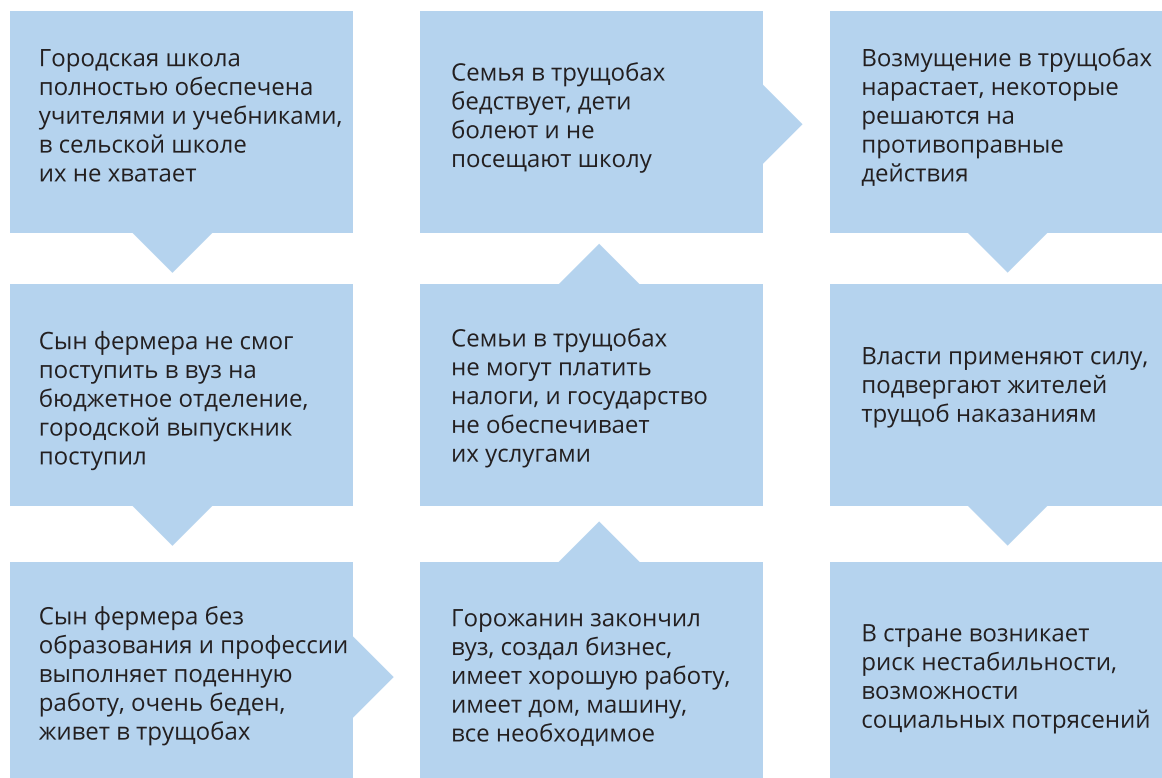 Городская школа
полностью обеспечена
учителями и учебниками,
в сельской школе
их не хватает
Сын фермера не смог
поступить в вуз на
бюджетное отделение,
городской выпускник
поступил
Сын фермера без
образования и профессии
выполняет поденную
работу, очень беден,
живет в трущобах
Горожанин закончил
вуз, создал бизнес,
имеет хорошую работу,
имеет дом, машину,
все необходимое
Семьи в трущобах
не могут платить
налоги, и государство
не обеспечивает
их услугами
Семья в трущобах
бедствует, дети
болеют и не
посещают школу
Возмущение в трущобах
нарастает, некоторые
решаются на
противоправные
действия
Власти применяют силу,
подвергают жителей
трущоб наказаниям
В стране возникает
риск нестабильности,
возможности
социальных потрясений